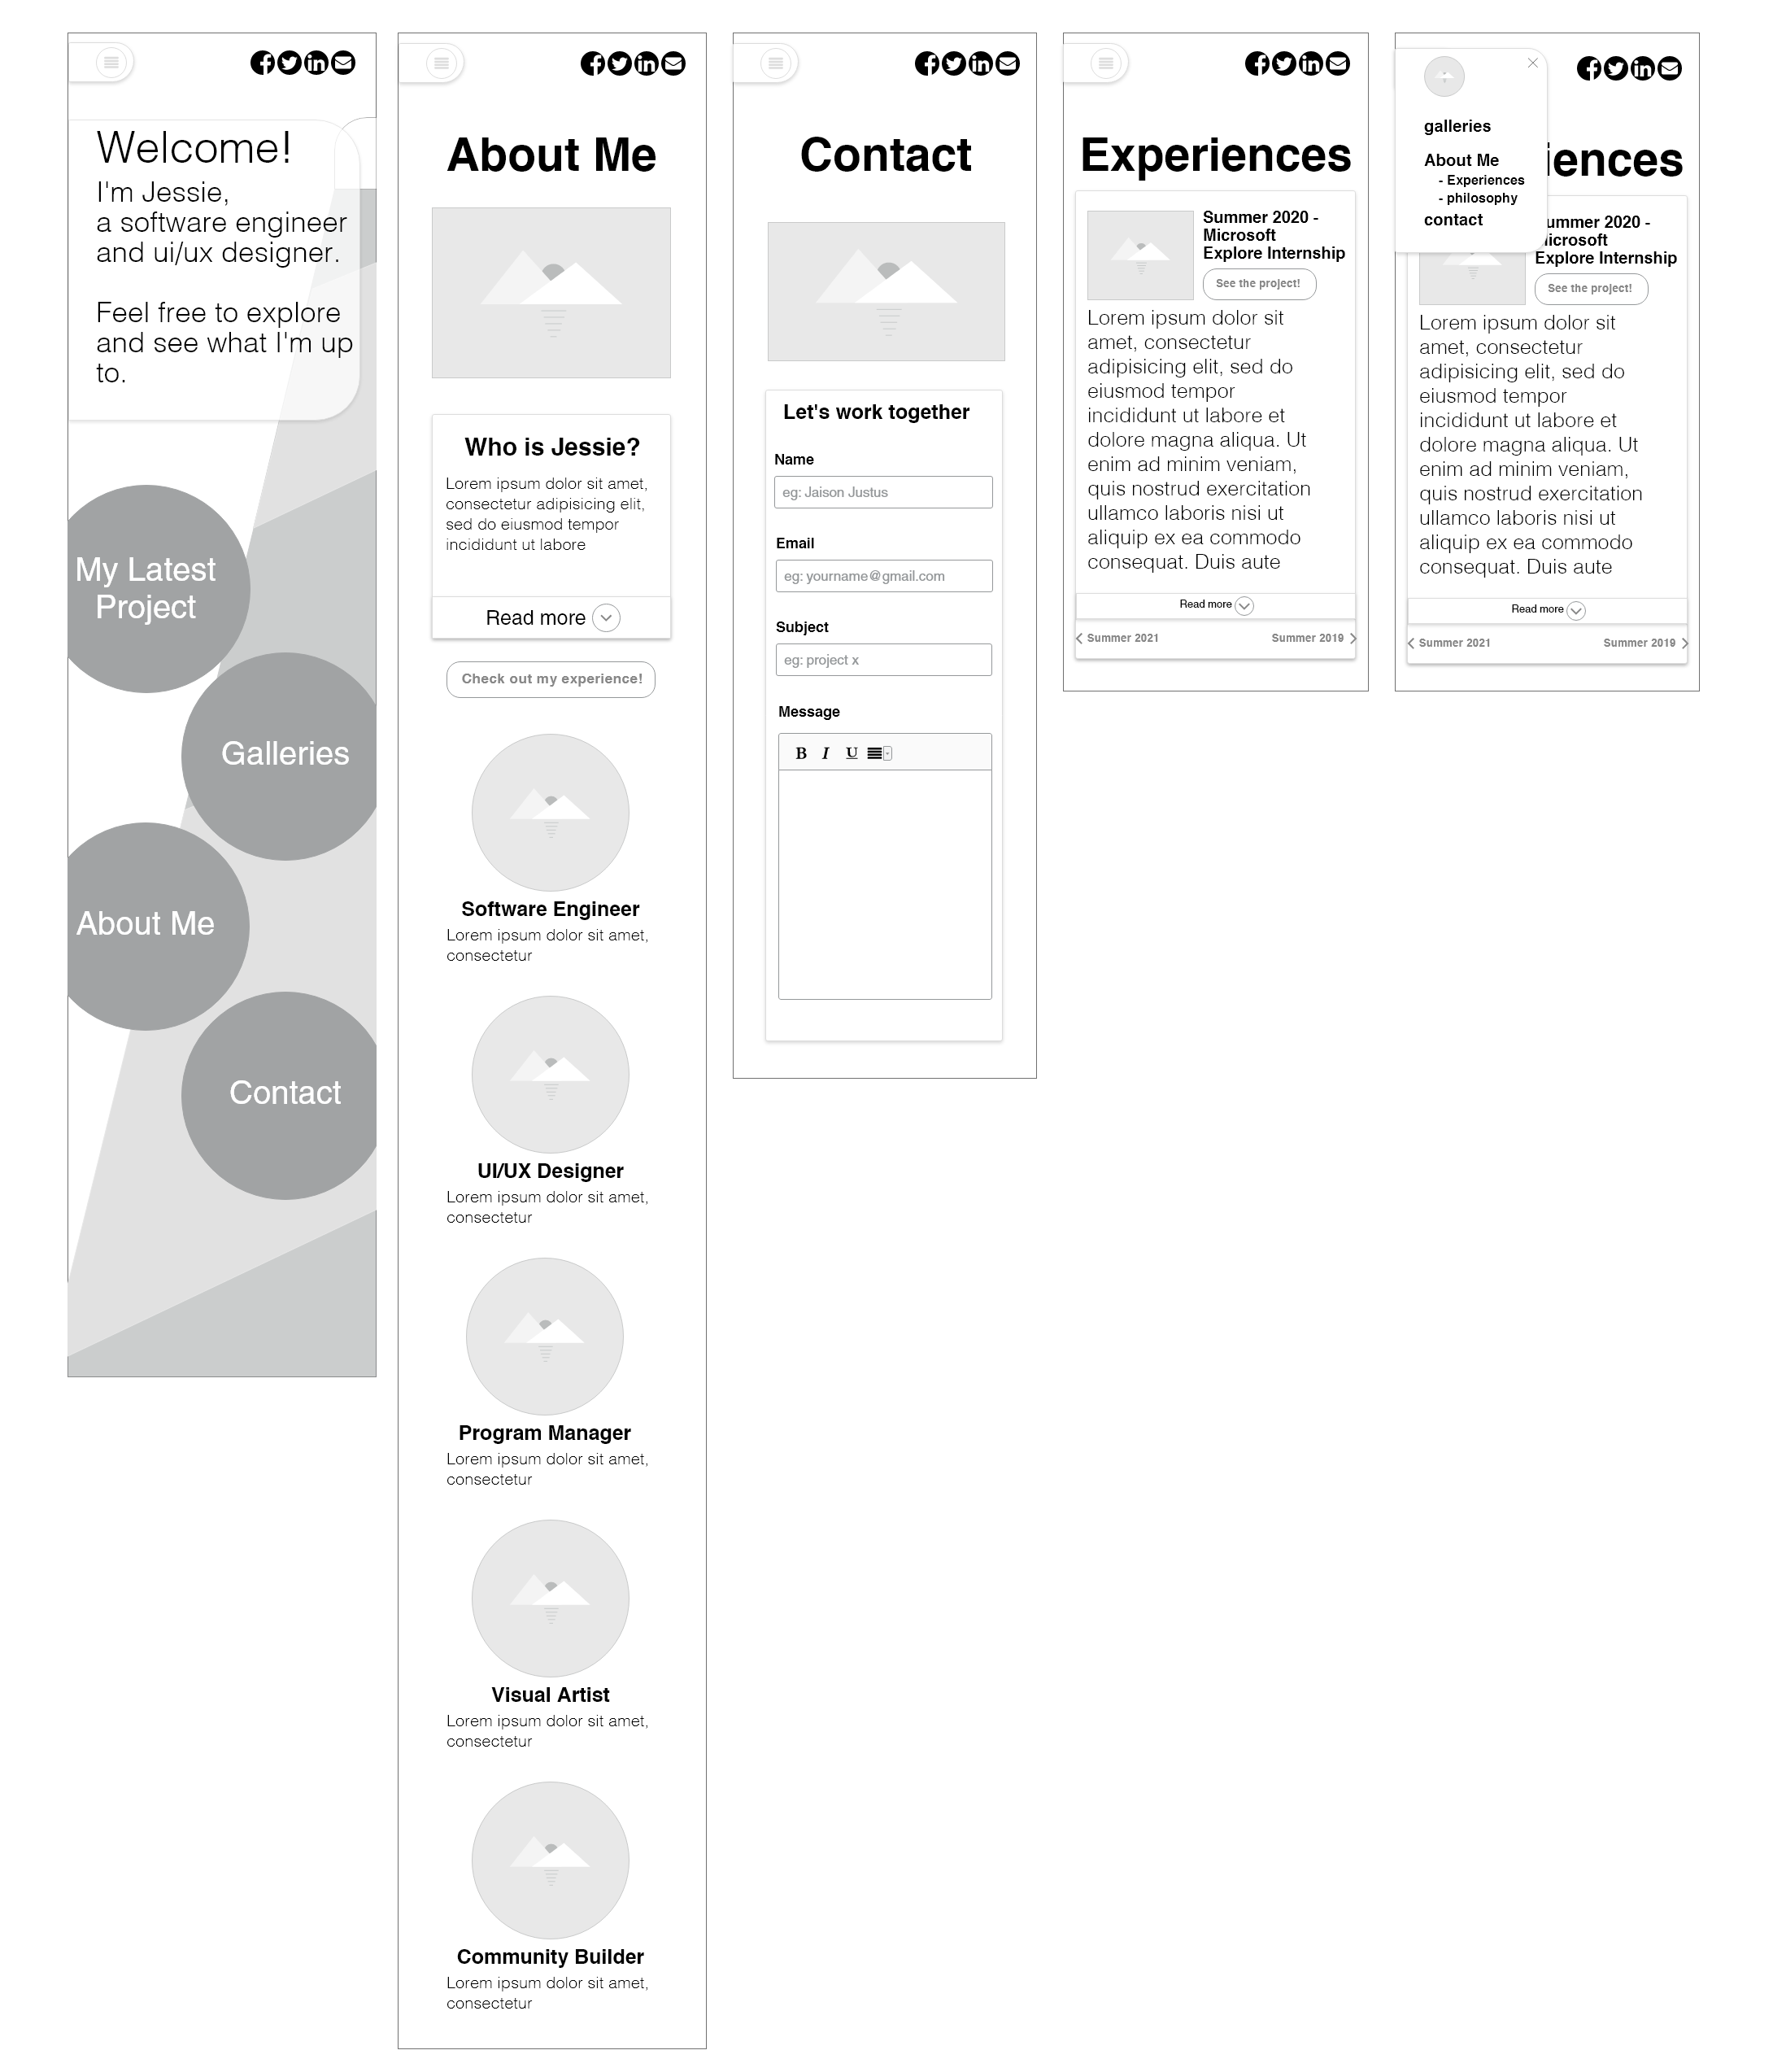 Welcome!
I'm Jessie,
a software engineer
and ui/ux designer.
Feel free to explore
and see what I'm up
to.
My Latest
Project
Galleries
About Me
Contact
About Me
Who is Jessie?
Lorem ipsum dolor sit amet,
consectetur adipisicing elit,
sed do eiusmod tempor
incididunt ut labore
Read more
Check out my experience!
Software Engineer
Lorem ipsum dolor sit amet,
consectetur
UI/UX Designer
Lorem ipsum dolor sit amet,
consectetur
Program Manager
Lorem ipsum dolor sit amet,
consectetur
Visual Artist
Lorem ipsum dolor sit amet,
consectetur
Community Builder
Lorem ipsum dolor sit amet,
consectetur
Contact
Let's work together
Name
eg: Jaison Justus
Email
eg: yourname@gmail.com
Subject
eg: project x
Message
B I U
Experiences
Summer 2020 -
Microsoft
Explore Internship
See the project!
Lorem ipsum dolor sit
amet, consectetur
adipisicing elit, sed do
eiusmod tempor
incididunt ut labore et
dolore magna aliqua. Ut
enim ad minim veniam,
quis nostrud exercitation
ullamco laboris nisi ut
aliquip ex ea commodo
consequat. Duis aute
Read more
Summer 2021 Summer 2019
galleries
About Me
- Experiences
- philosophy
contact
iences
ummer 2020 -
icrosoft
Explore Internship
See the project!
Lorem ipsum dolor sit
amet, consectetur
adipisicing elit, sed do
eiusmod tempor
incididunt ut labore et
dolore magna aliqua. Ut
enim ad minim veniam,
quis nostrud exercitation
ullamco laboris nisi ut
aliquip ex ea commodo
consequat. Duis aute
Read more
Summer 2021 Summer 2019